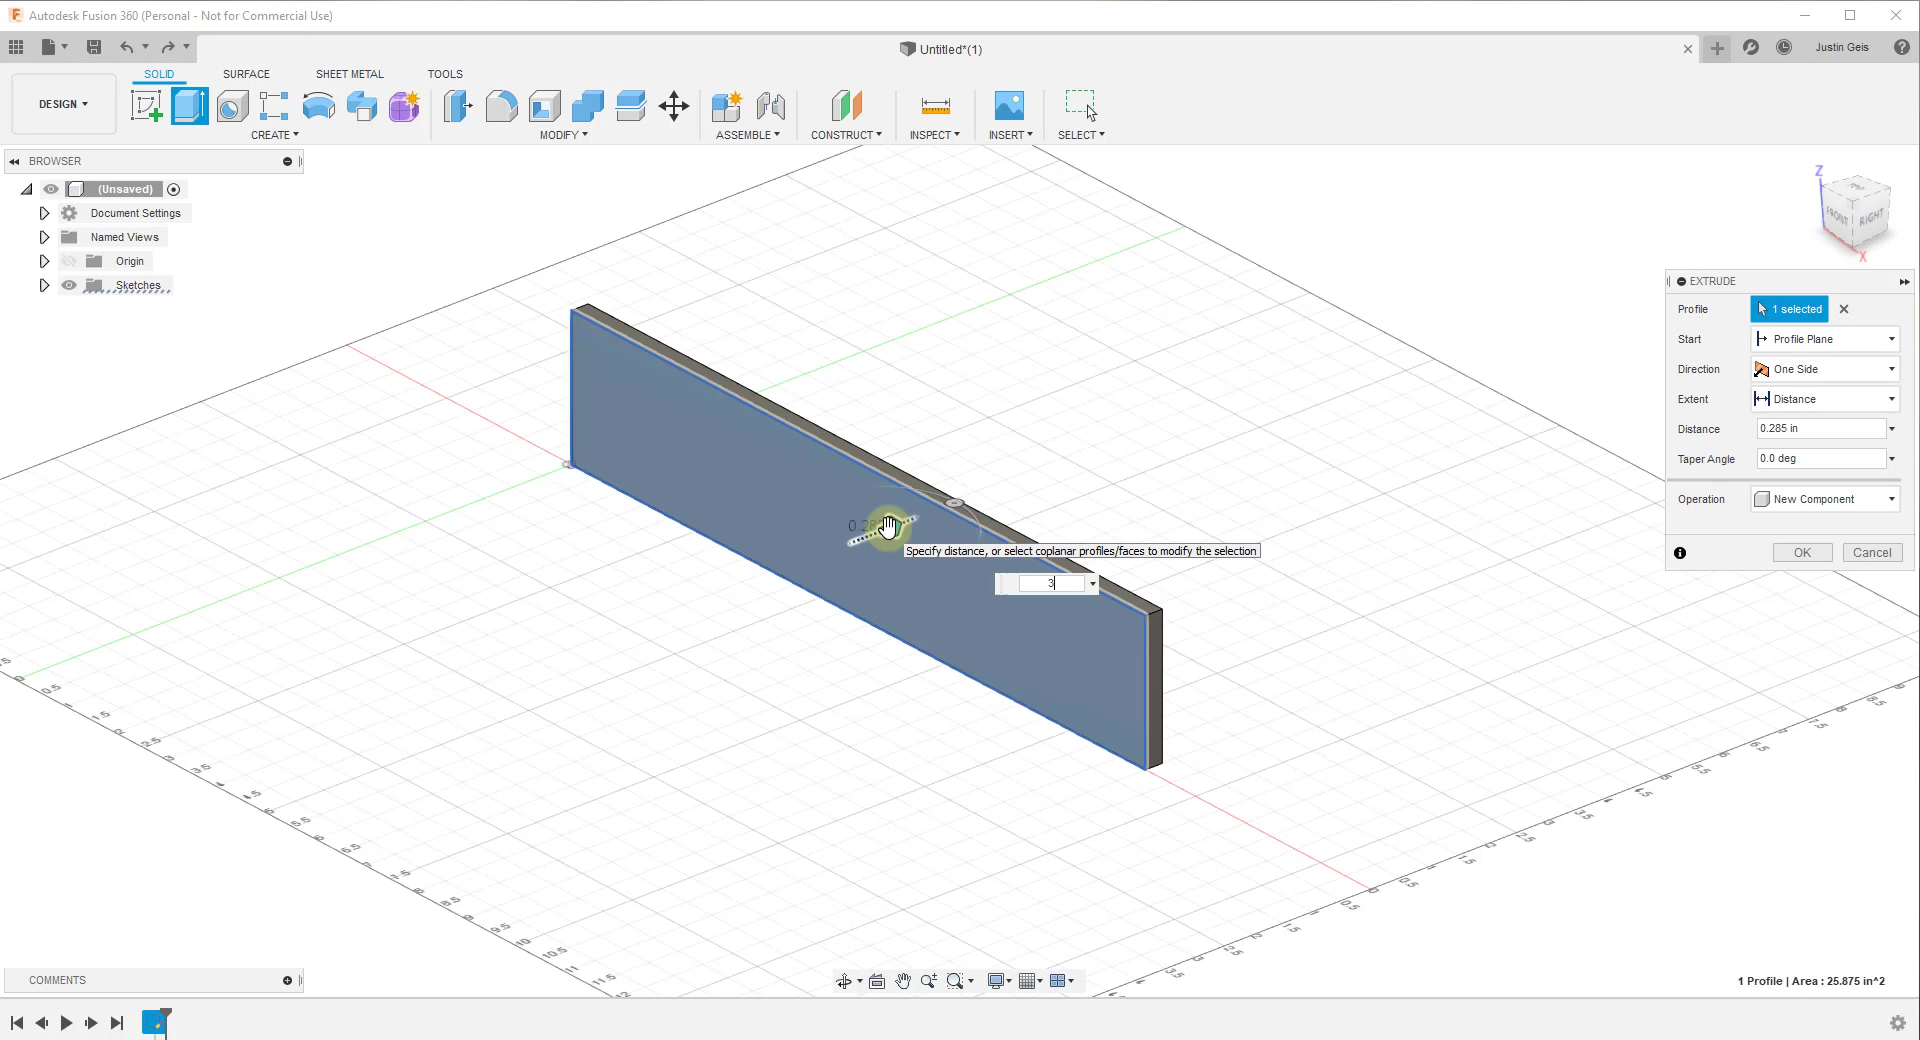 Autodesk Fusion 360 (Personal - Not for Commercial Use)
Untitled*(1)
Justin Geis
DESIGN
SOLID SURFACE SHEET METAL TOOLS
CREATE MODIFY ASSEMBLE CONSTRUCT INSPECT INSERT SELECT
BROWSER
(Unsaved)
Document Settings
Named Views
Origin
Sketches
Z
FRONT RIGHT
X
EXTRUDE
Profile 1 selected
Start Profile Plane
Direction One Side
Extent Distance
Distance 0.285 in
Taper Angle 0.0 deg
Operation New Component
OK Cancel
Specify distance, or select coplanar profiles/faces to modify the selection
3
COMMENTS
1 Profile | Area : 25.875 in^2